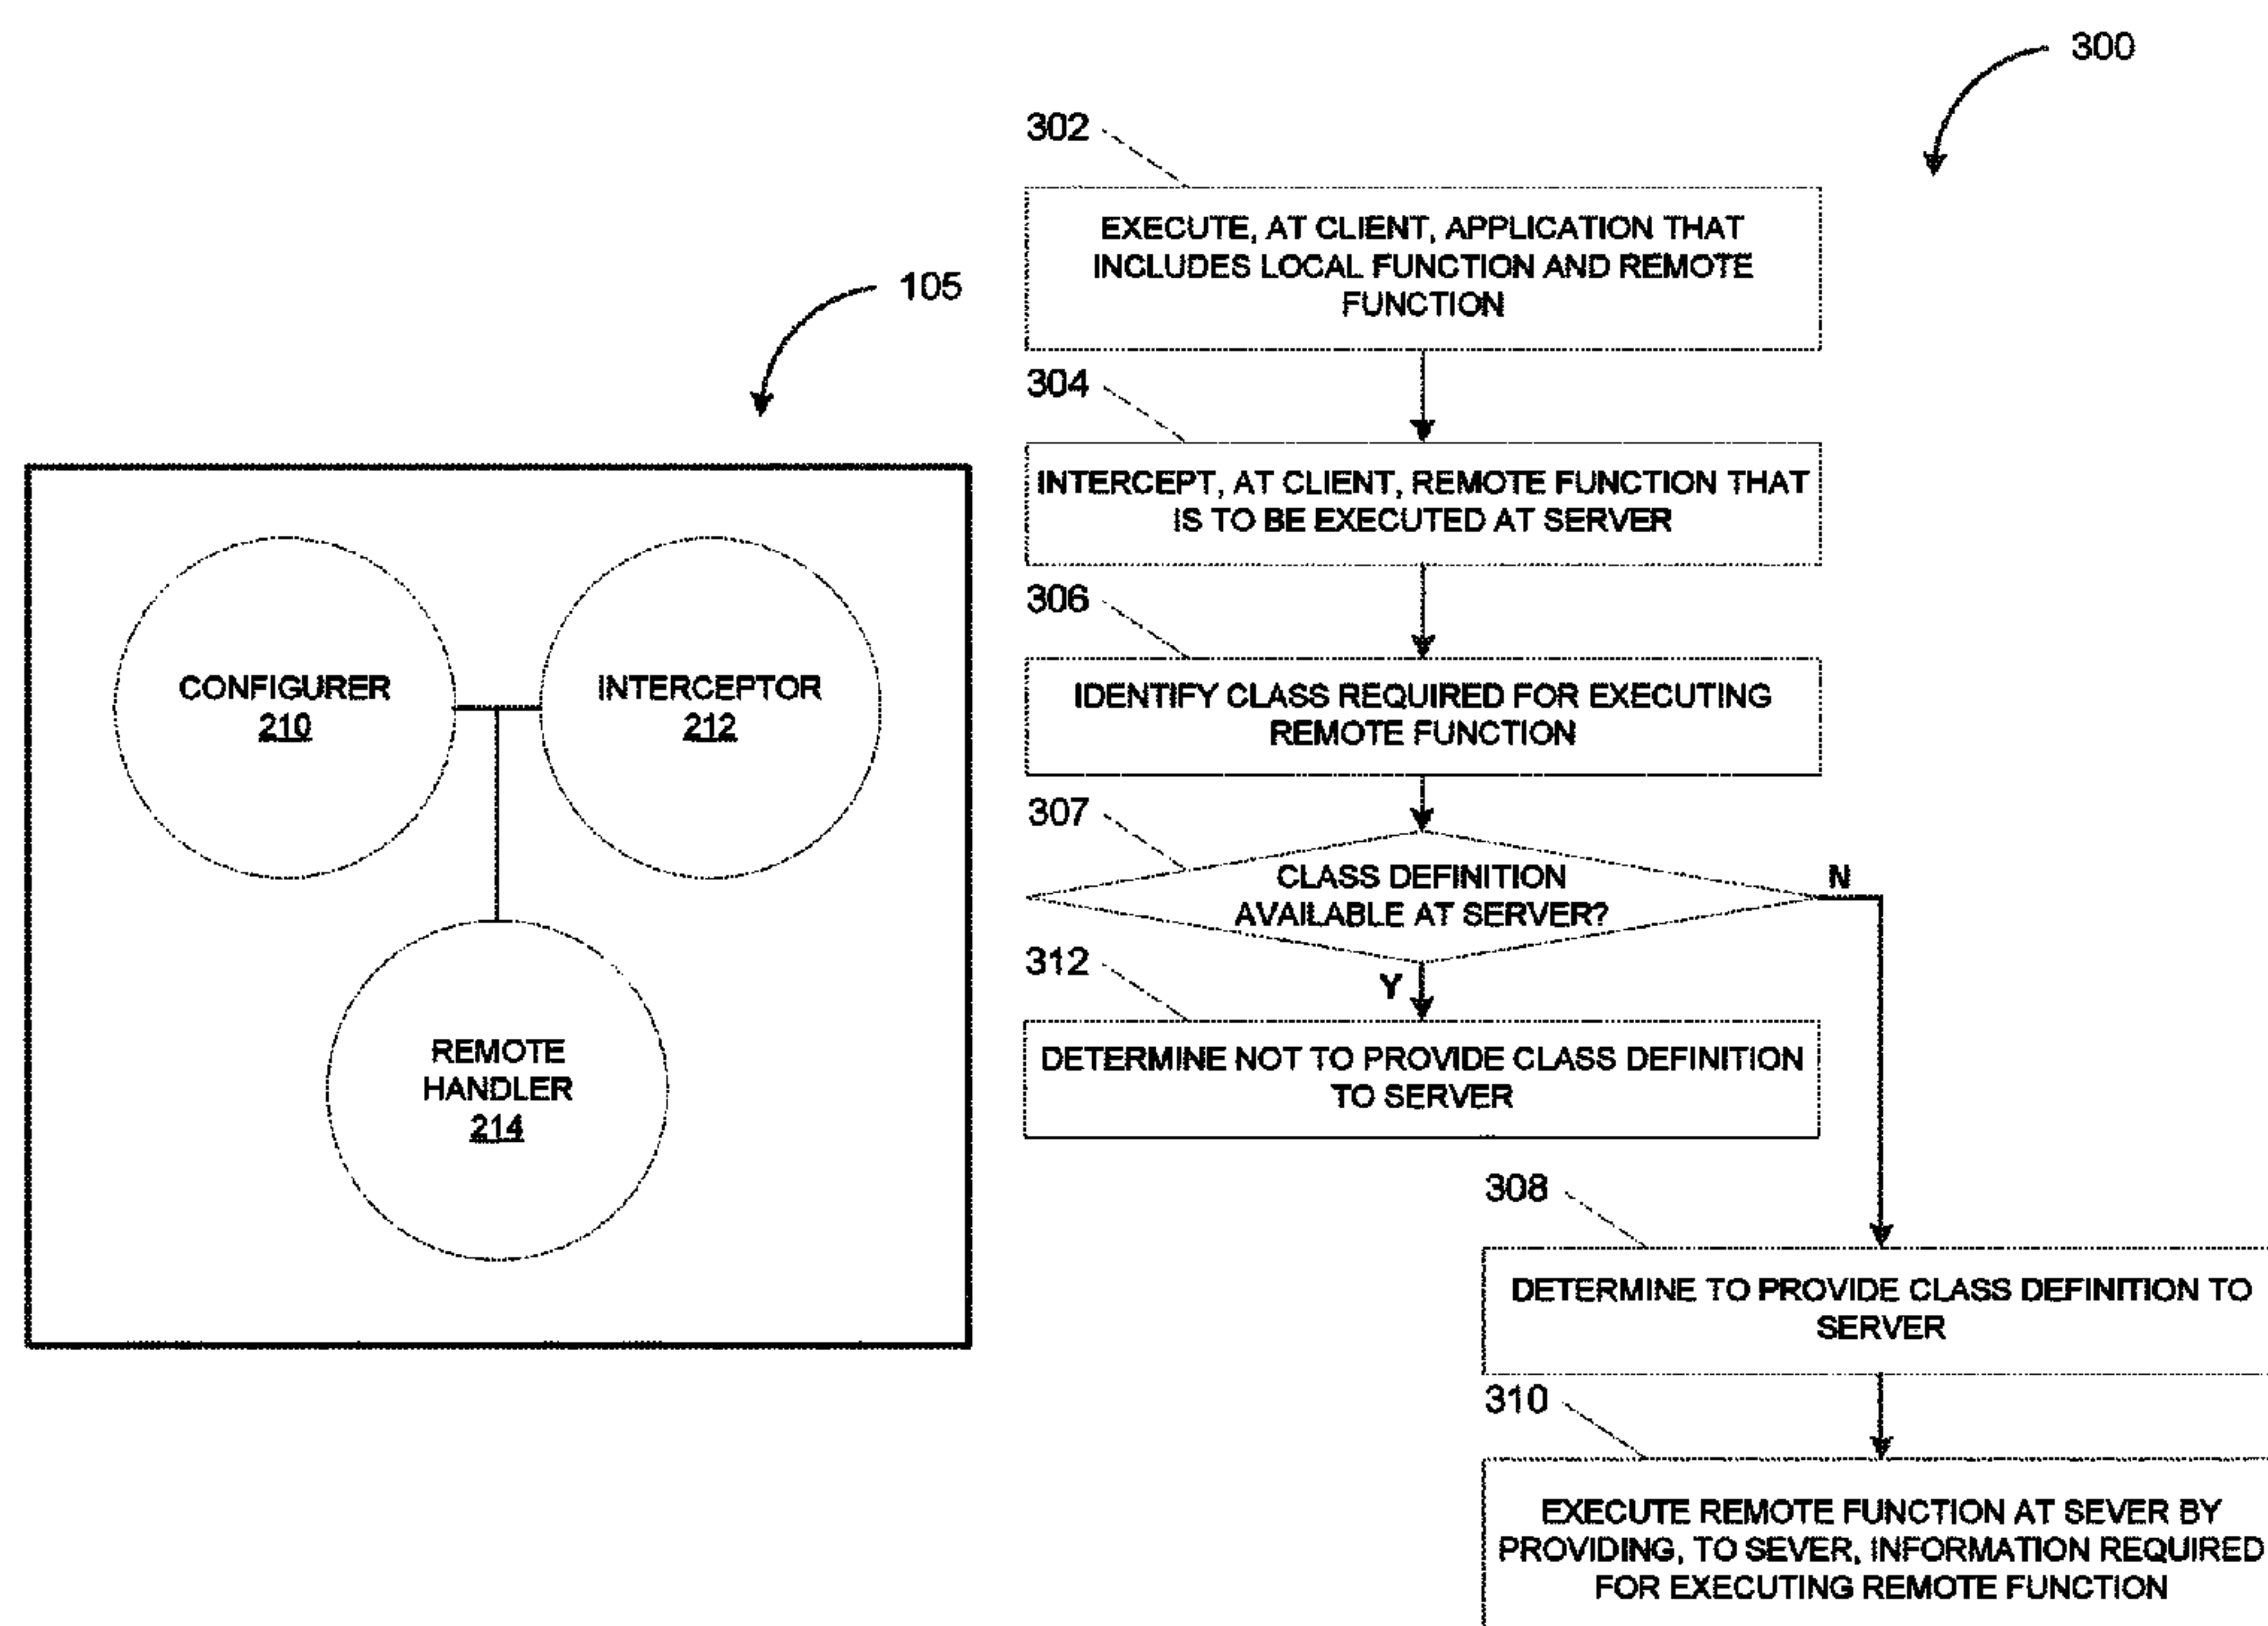 105
CONFIGURER
210
INTERCEPTOR
212
REMOTE
HANDLER
214
300
302
EXECUTE, AT CLIENT, APPLICATION THAT
INCLUDES LOCAL FUNCTION AND REMOTE
FUNCTION
304
INTERCEPT, AT CLIENT, REMOTE FUNCTION THAT
IS TO BE EXECUTED AT SERVER
306
IDENTIFY CLASS REQUIRED FOR EXECUTING
REMOTE FUNCTION
307
CLASS DEFINITION
AVAILABLE AT SERVER?
N
Y
312
DETERMINE NOT TO PROVIDE CLASS DEFINITION
TO SERVER
308
DETERMINE TO PROVIDE CLASS DEFINITION TO
SERVER
310
EXECUTE REMOTE FUNCTION AT SEVER BY
PROVIDING, TO SEVER, INFORMATION REQUIRED
FOR EXECUTING REMOTE FUNCTION